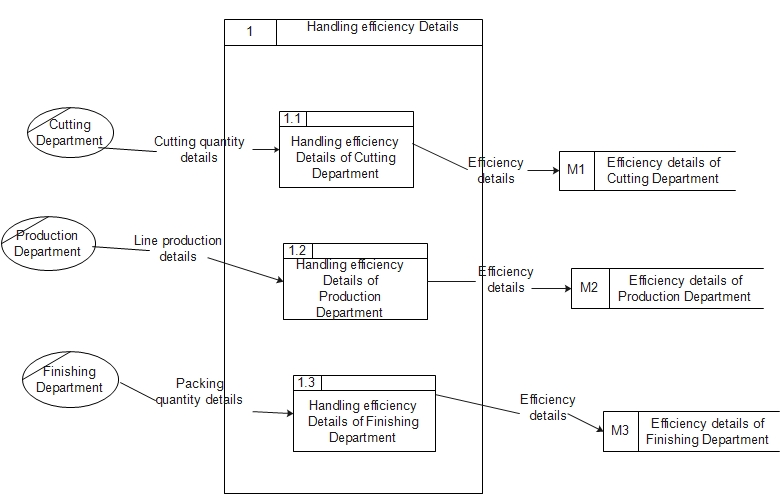 1
Handling efficiency Details
Cutting
Department
Cutting quantity
details
1.1
Handling efficiency
Details of Cutting
Department
Efficiency
details
M1
Efficiency details of
Cutting Department
Production
Department
Line production
details
1.2
Handling efficiency
Details of
Production
Department
Efficiency
details
M2
Efficiency details of
Production Department
Finishing
Department
Packing
quantity details
1.3
Handling efficiency
Details of Finishing
Department
Efficiency
details
M3
Efficiency details of
Finishing Department